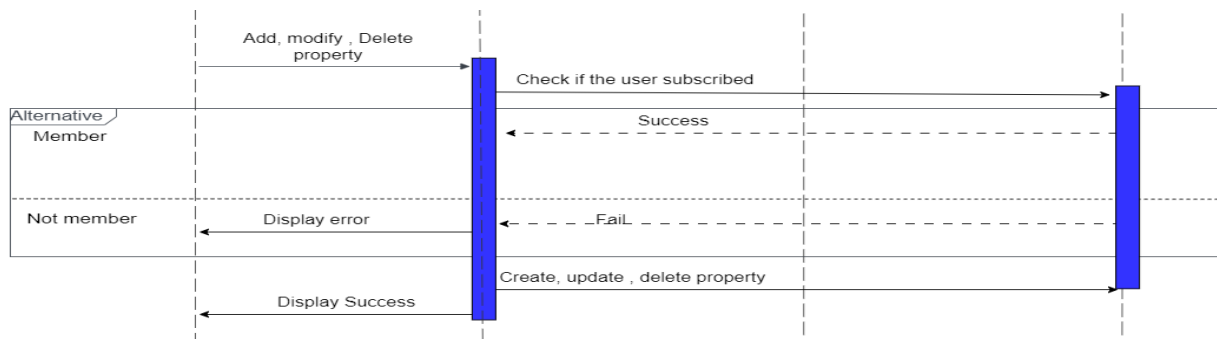 Add, modify , Delete
property
Check if the user subscribed
Alternative
Member
Success
Not member
Display error
Fail
Create, update , delete property
Display Success